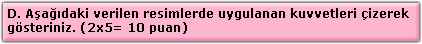 D. Aşağıdaki verilen resimlerde uygulanan kuvvetleri çizerek
gösteriniz. (2x5= 10 puan)